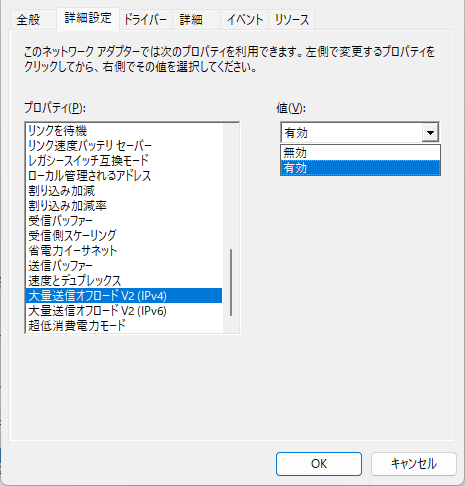 全般
詳細設定
ドライバー
詳細
イベント
リソース
このネットワーク アダプターでは次のプロパティを利用できます。左側で変更するプロパティを
クリックしてから、右側でその値を選択してください。
プロパティ(P):
値(V):
リンクを待機
リンク速度バッテリ セーバー
レガシースイッチ互換モード
ローカル管理されるアドレス
割り込み加減
割り込み加減率
受信バッファー
受信側スケーリング
省電力イーサネット
送信バッファー
速度とデュプレックス
大量送信オフロード V2 (IPv4)
大量送信オフロード V2 (IPv6)
超低消費電力モード
有効
無効
有効
OK
キャンセル